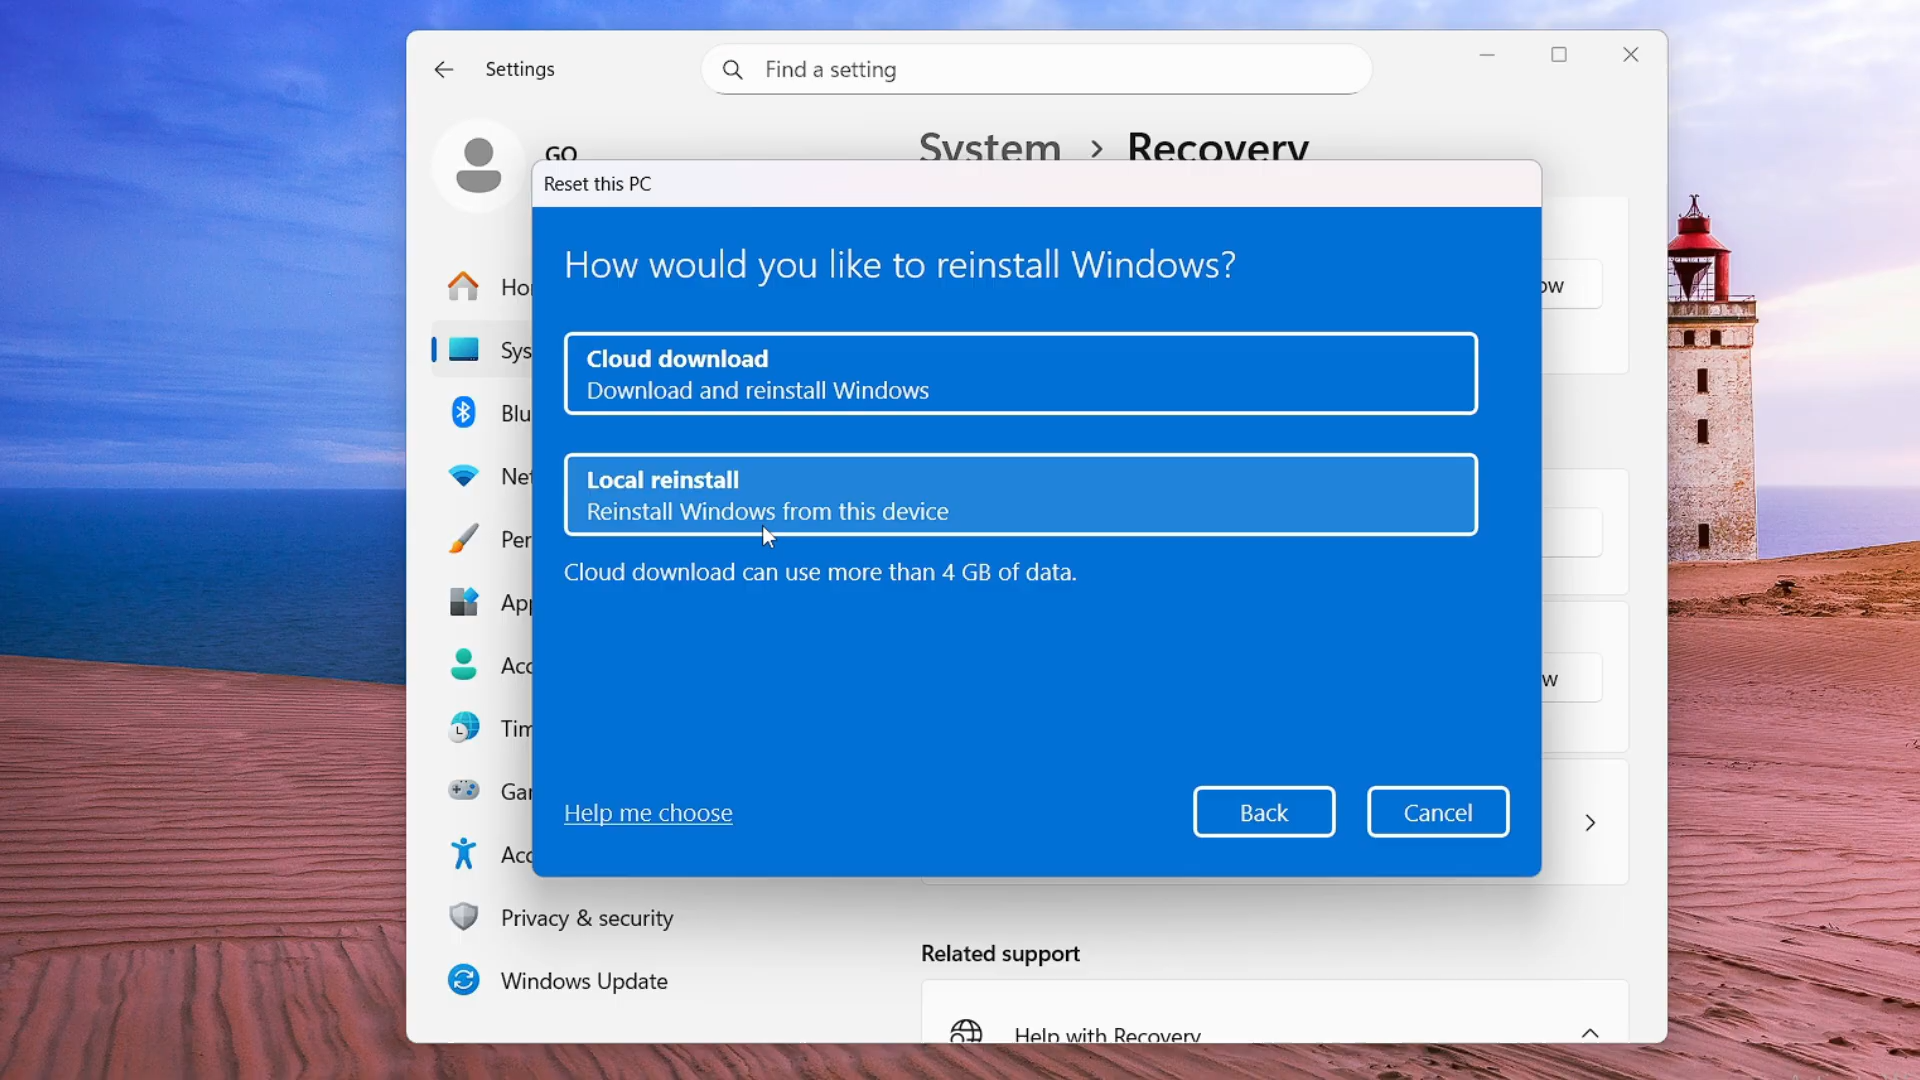 Settings
Find a setting
GO
System > Recovery
Reset this PC
How would you like to reinstall Windows?
Cloud download
Download and reinstall Windows
Local reinstall
Reinstall Windows from this device
Cloud download can use more than 4 GB of data.
Help me choose
Back
Cancel
Privacy & security
Windows Update
Related support
Help with Recovery